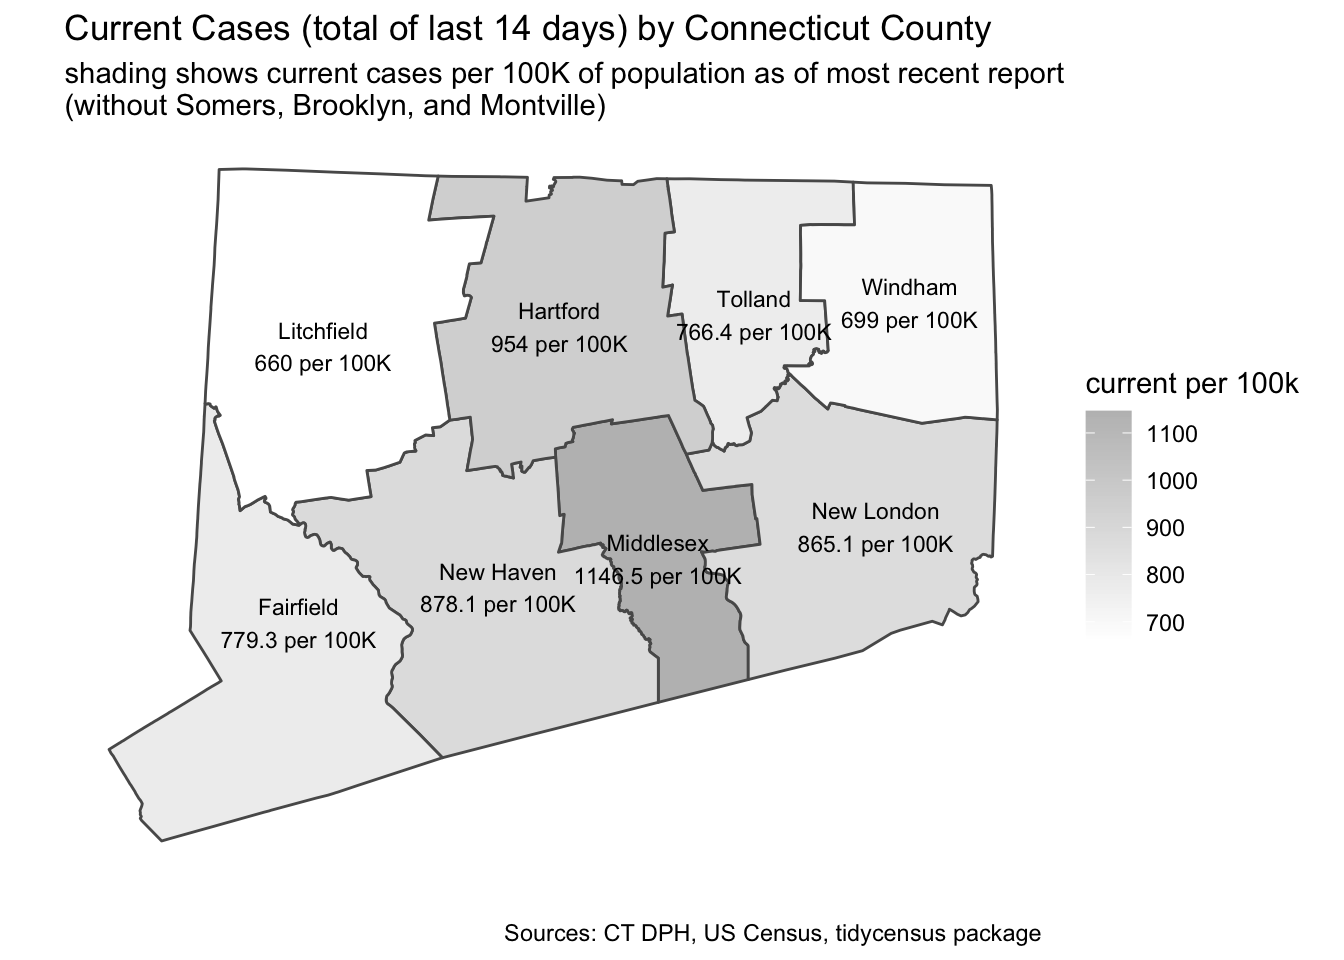 Current Cases (total of last 14 days) by Connecticut County
shading shows current cases per 100K of population as of most recent report
(without Somers, Brooklyn, and Montville)
Litchfield
660 per 100K
Hartford
954 per 100K
Tolland
766.4 per 100K
Windham
699 per 100K
Fairfield
779.3 per 100K
New Haven
878.1 per 100K
Middlesex
1146.5 per 100K
New London
865.1 per 100K
current per 100k
1100
1000
900
800
700
Sources: CT DPH, US Census, tidycensus package